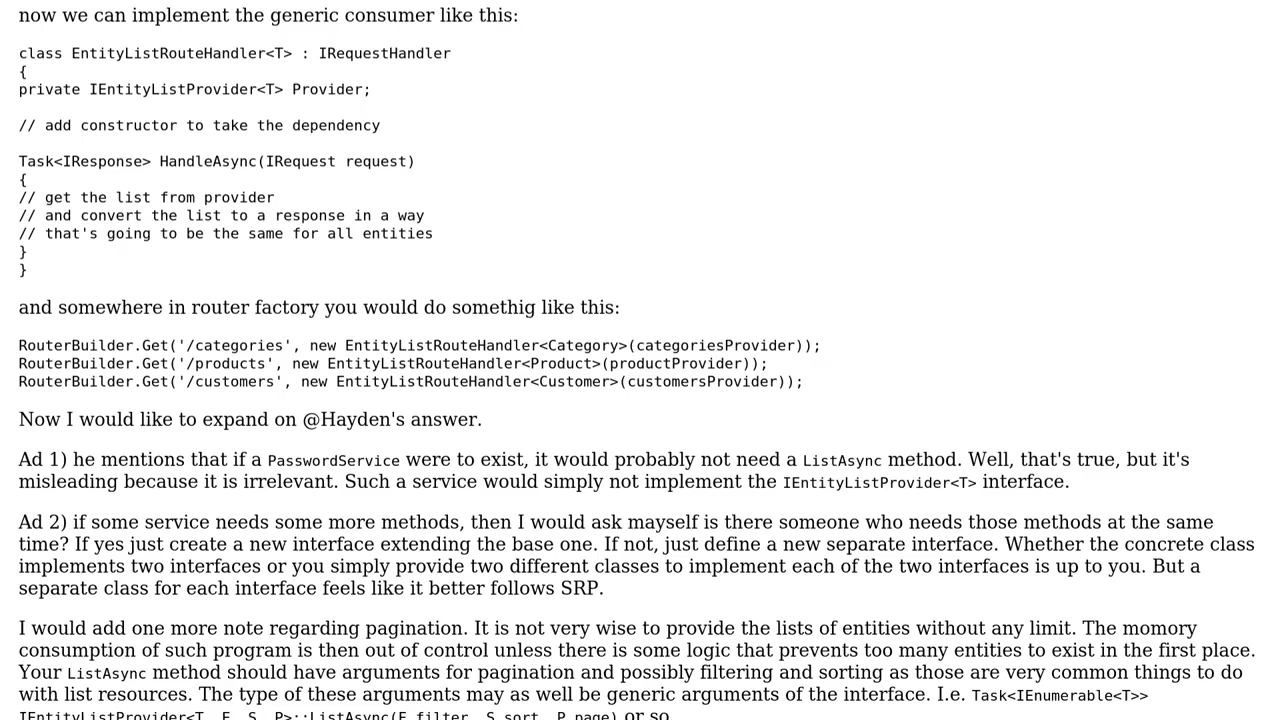 now we can implement the generic consumer like this:
class EntityListRouteHandler<T> : IRequestHandler
{
private IEntityListProvider<T> Provider;
// add constructor to take the dependency
Task<IResponse> HandleAsync(IRequest request)
{
// get the list from provider
// and convert the list to a response in a way
// that's going to be the same for all entities
}
}
and somewhere in router factory you would do somethig like this:
RouterBuilder.Get('/categories', new EntityListRouteHandler<Category>(categoriesProvider));
RouterBuilder.Get('/products', new EntityListRouteHandler<Product>(productProvider));
RouterBuilder.Get('/customers', new EntityListRouteHandler<Customer>(customersProvider));
Now I would like to expand on @Hayden's answer.
Ad 1) he mentions that if a PasswordService were to exist, it would probably not need a ListAsync method. Well, that's true, but it's
misleading because it is irrelevant. Such a service would simply not implement the IEntityListProvider<T> interface.
Ad 2) if some service needs some more methods, then I would ask mayself is there someone who needs those methods at the same
time? If yes just create a new interface extending the base one. If not, just define a new separate interface. Whether the concrete class
implements two interfaces or you simply provide two different classes to implement each of the two interfaces is up to you. But a
separate class for each interface feels like it better follows SRP.
I would add one more note regarding pagination. It is not very wise to provide the lists of entities without any limit. The momory
consumption of such program is then out of control unless there is some logic that prevents too many entities to exist in the first place.
Your ListAsync method should have arguments for pagination and possibly filtering and sorting as those are very common things to do
with list resources. The type of these arguments may as well be generic arguments of the interface. I.e. Task<IEnumerable<T>>
IEntityListProvider<T, F, S, P>::ListAsync(F filter, S sort, P page) or so